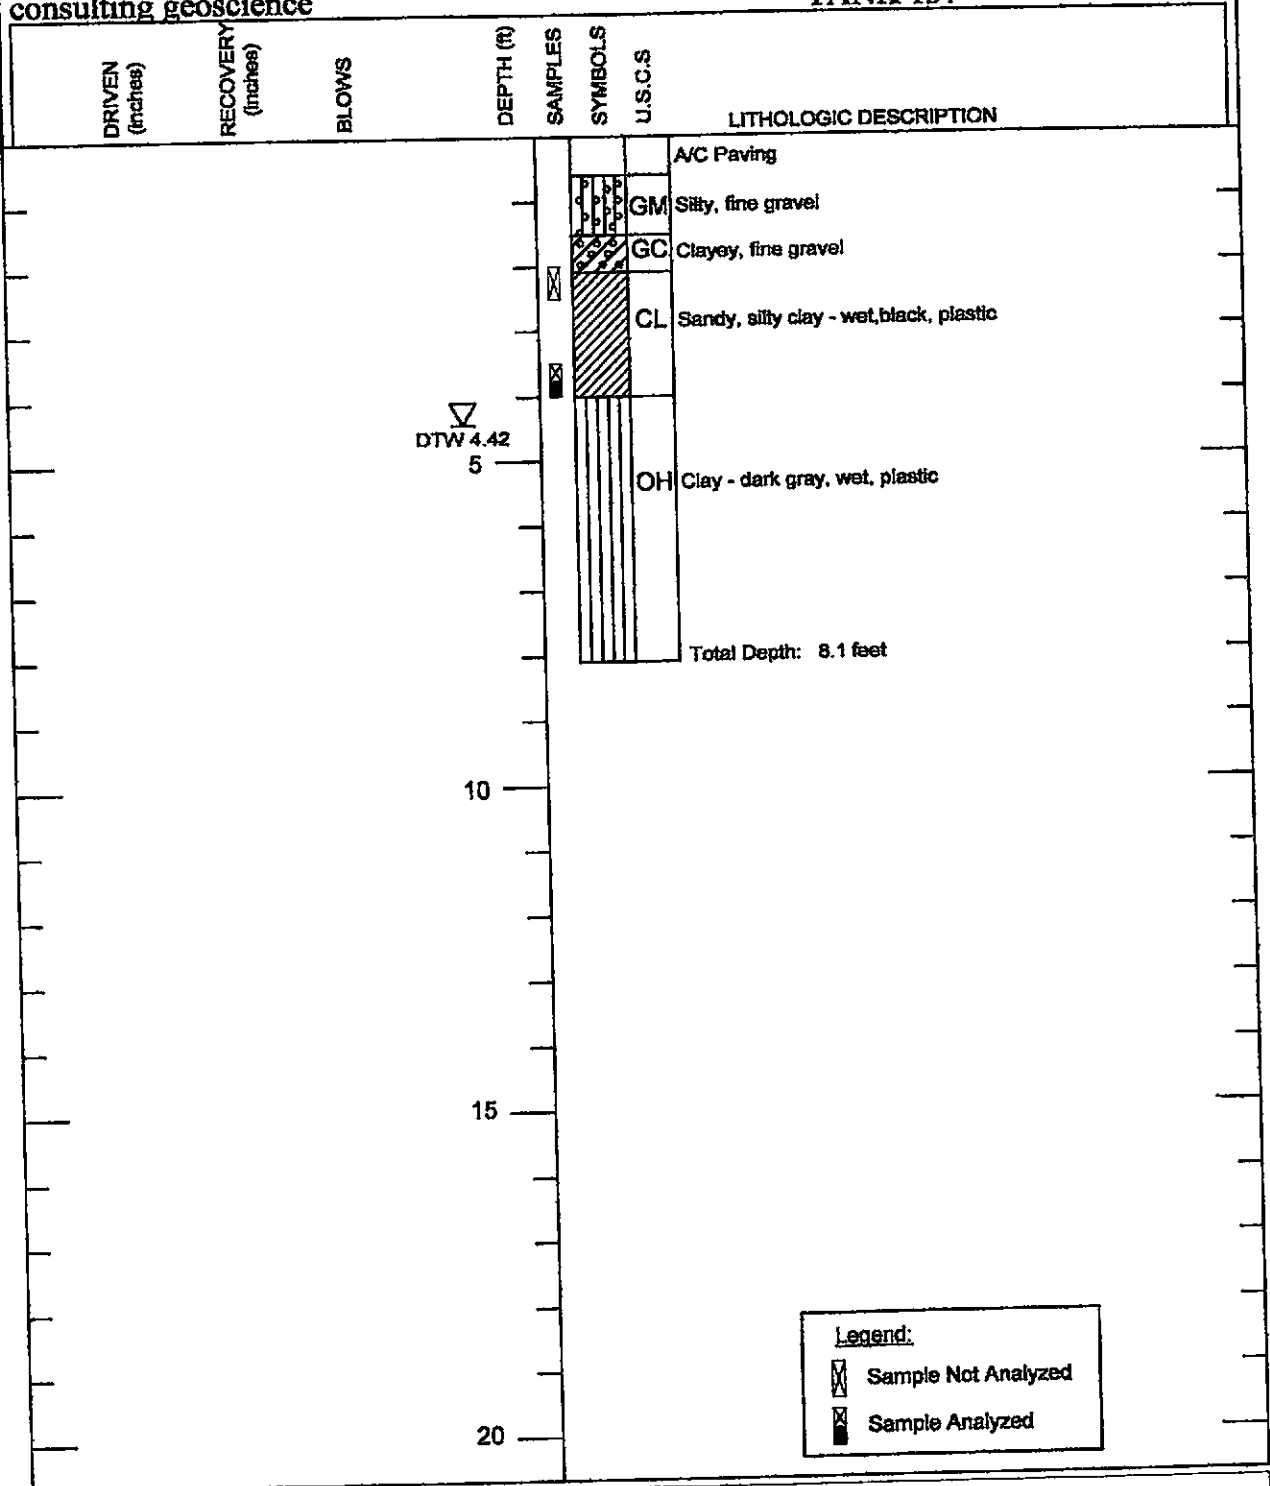 consulting geoscience
DRIVEN
(inches)
RECOVERY
(inches)
BLOWS
DEPTH (ft)
SAMPLES
SYMBOLS
U.S.C.S
LITHOLOGIC DESCRIPTION
A/C Paving
GM Silty, fine gravel
GC Clayey, fine gravel
CL Sandy, silty clay - wet,black, plastic
DTW 4.42
5
OH Clay - dark gray, wet, plastic
Total Depth: 8.1 feet
10
15
20
Legend:
Sample Not Analyzed
Sample Analyzed